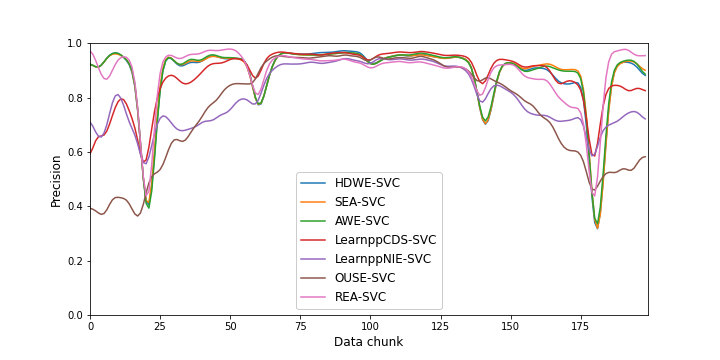 1.0
0.8
0.6
0.4
0.2
0.0
Precision
HDWE-SVC
SEA-SVC
AWE-SVC
LearnppCDS-SVC
LearnppNIE-SVC
OUSE-SVC
REA-SVC
0 25 50 75 100 125 150 175
Data chunk